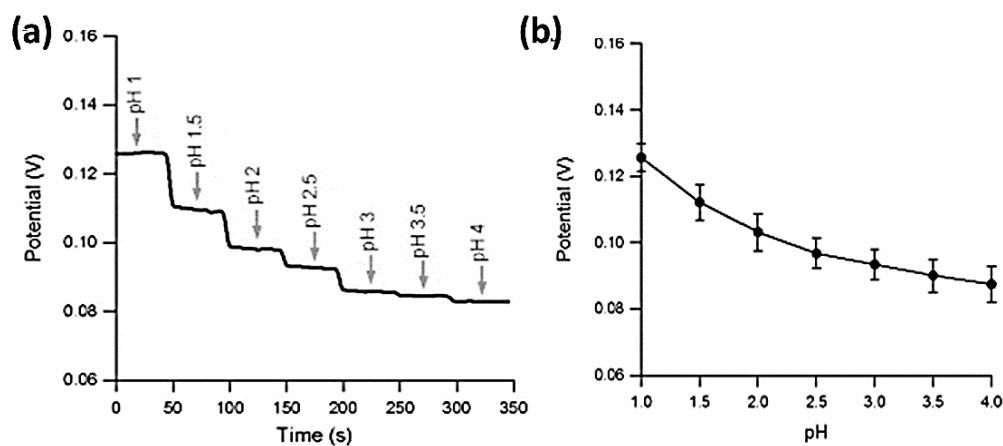 (a)
0.16
0.14
0.12
0.10
0.08
0.06
Potential (V)
pH 1
pH 1.5
pH 2
pH 2.5
pH 3
pH 3.5
pH 4
0 50 100 150 200 250 300 350
Time (s)
(b)
0.16
0.14
0.12
0.10
0.08
0.06
Potential (V)
1.0 1.5 2.0 2.5 3.0 3.5 4.0
pH